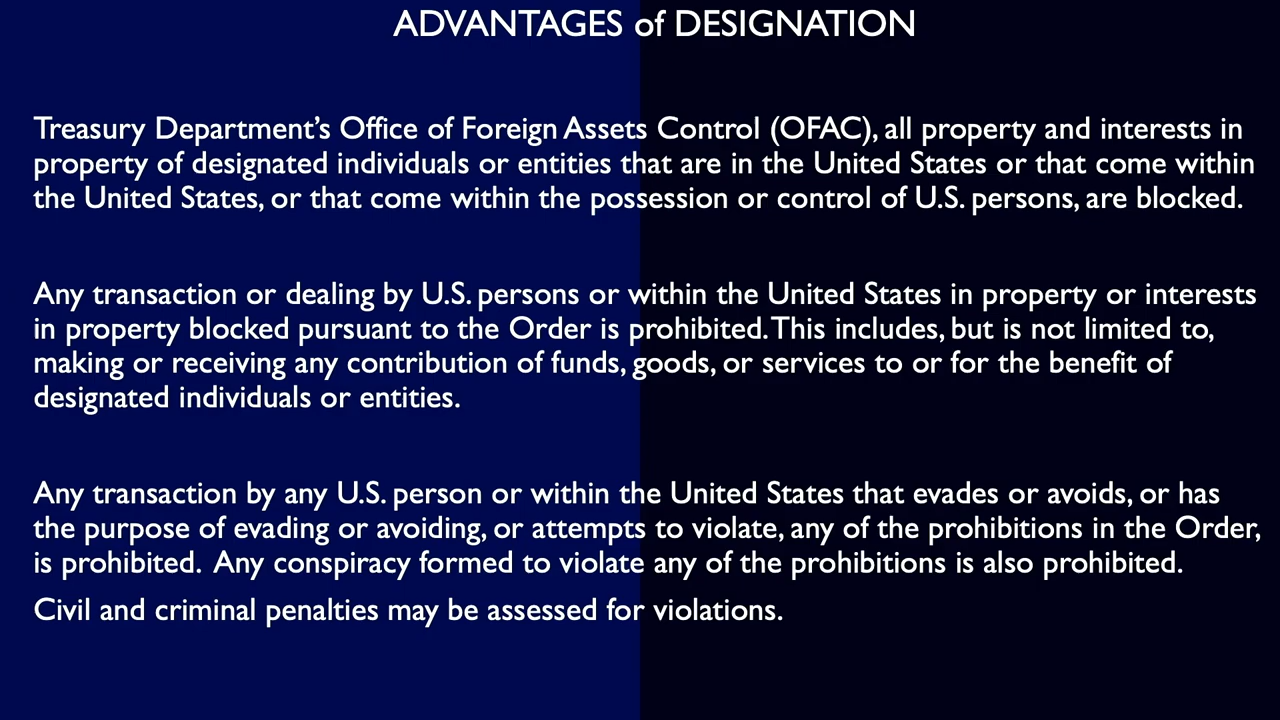 ADVANTAGES of DESIGNATION
Treasury Department’s Office of Foreign Assets Control (OFAC), all property and interests in
property of designated individuals or entities that are in the United States or that come within
the United States, or that come within the possession or control of U.S. persons, are blocked.
Any transaction or dealing by U.S. persons or within the United States in property or interests
in property blocked pursuant to the Order is prohibited. This includes, but is not limited to,
making or receiving any contribution of funds, goods, or services to or for the benefit of
designated individuals or entities.
Any transaction by any U.S. person or within the United States that evades or avoids, or has
the purpose of evading or avoiding, or attempts to violate, any of the prohibitions in the Order,
is prohibited.  Any conspiracy formed to violate any of the prohibitions is also prohibited.
Civil and criminal penalties may be assessed for violations.